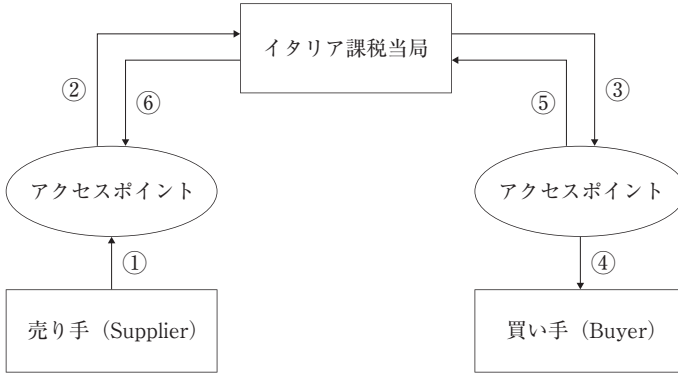 イタリア課税当局
②
⑥
⑤
③
アクセスポイント
アクセスポイント
①
④
売り手（Supplier）
買い手（Buyer）